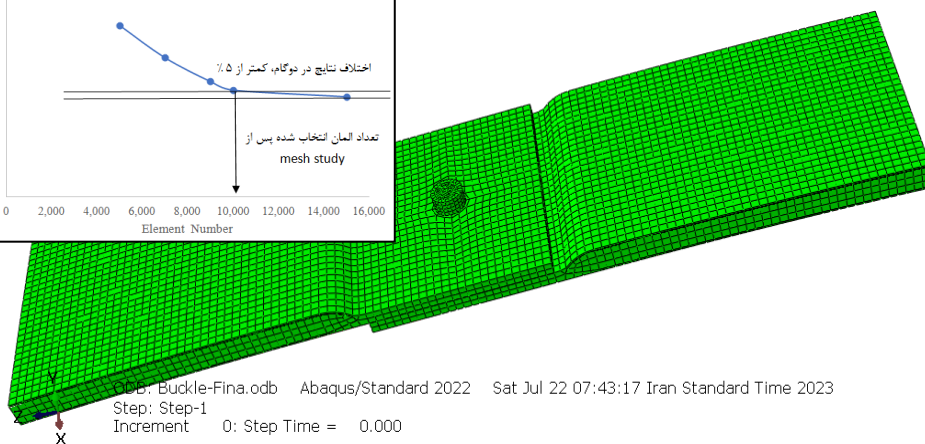 اختلاف نتایج در دوگام، کمتر از ۵٪
تعداد المان انتخاب شده پس از
mesh study
0 2,000 4,000 6,000 8,000 10,000 12,000 14,000 16,000
Element Number
Y
Z
X
ODB: Buckle-Fina.odb Abaqus/Standard 2022 Sat Jul 22 07:43:17 Iran Standard Time 2023
Step: Step-1
Increment 0: Step Time = 0.000